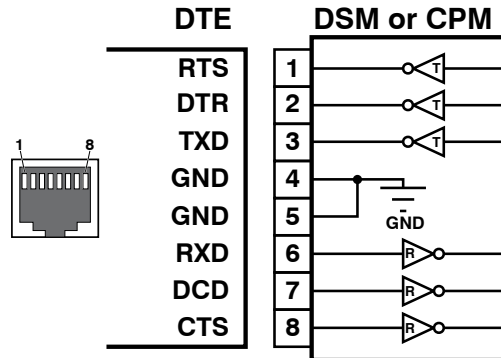 DTE DSM or CPM
RTS 1 T
DTR 2 T
TXD 3 T
1 8
GND 4
GND 5
GND
RXD 6 R
DCD 7 R
CTS 8 R